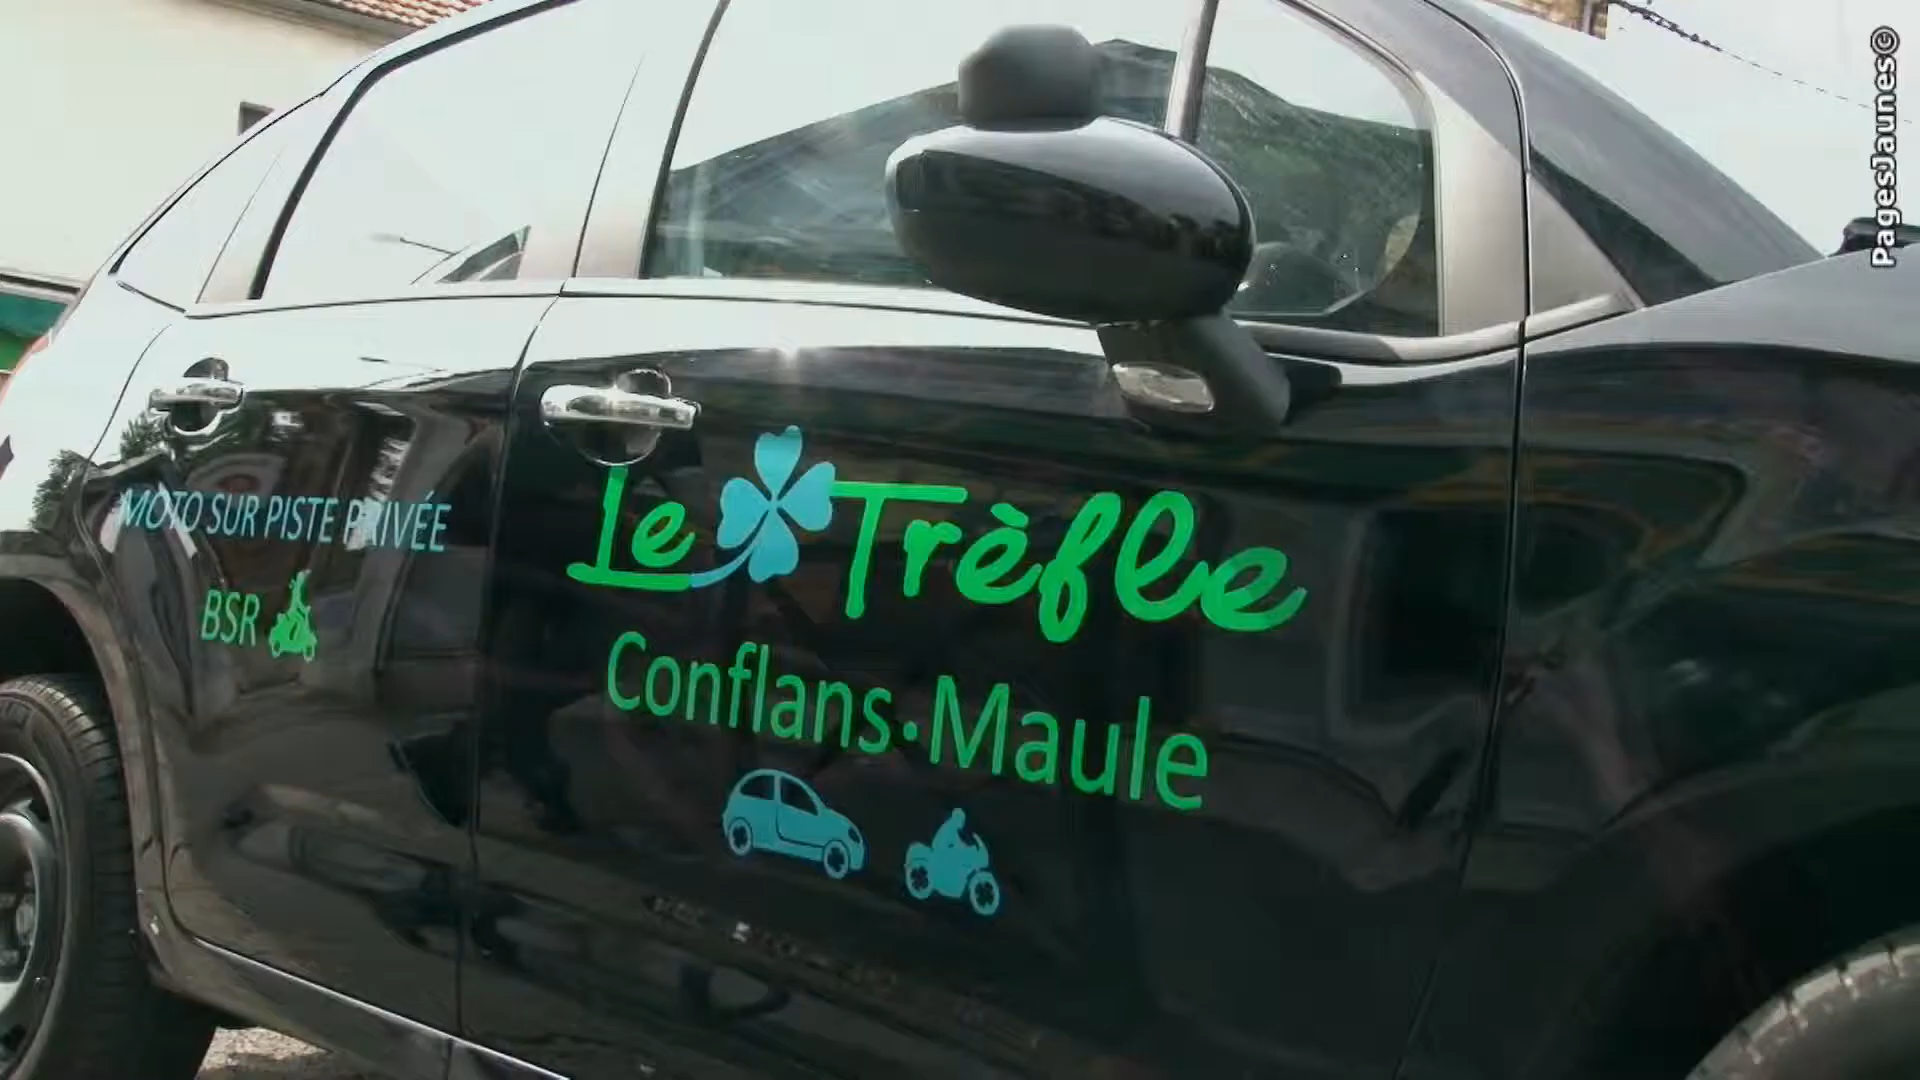 PagesJaunes©
MOTO SUR PISTE PRIVÉE
BSR
Le Trèfle
Conflans·Maule